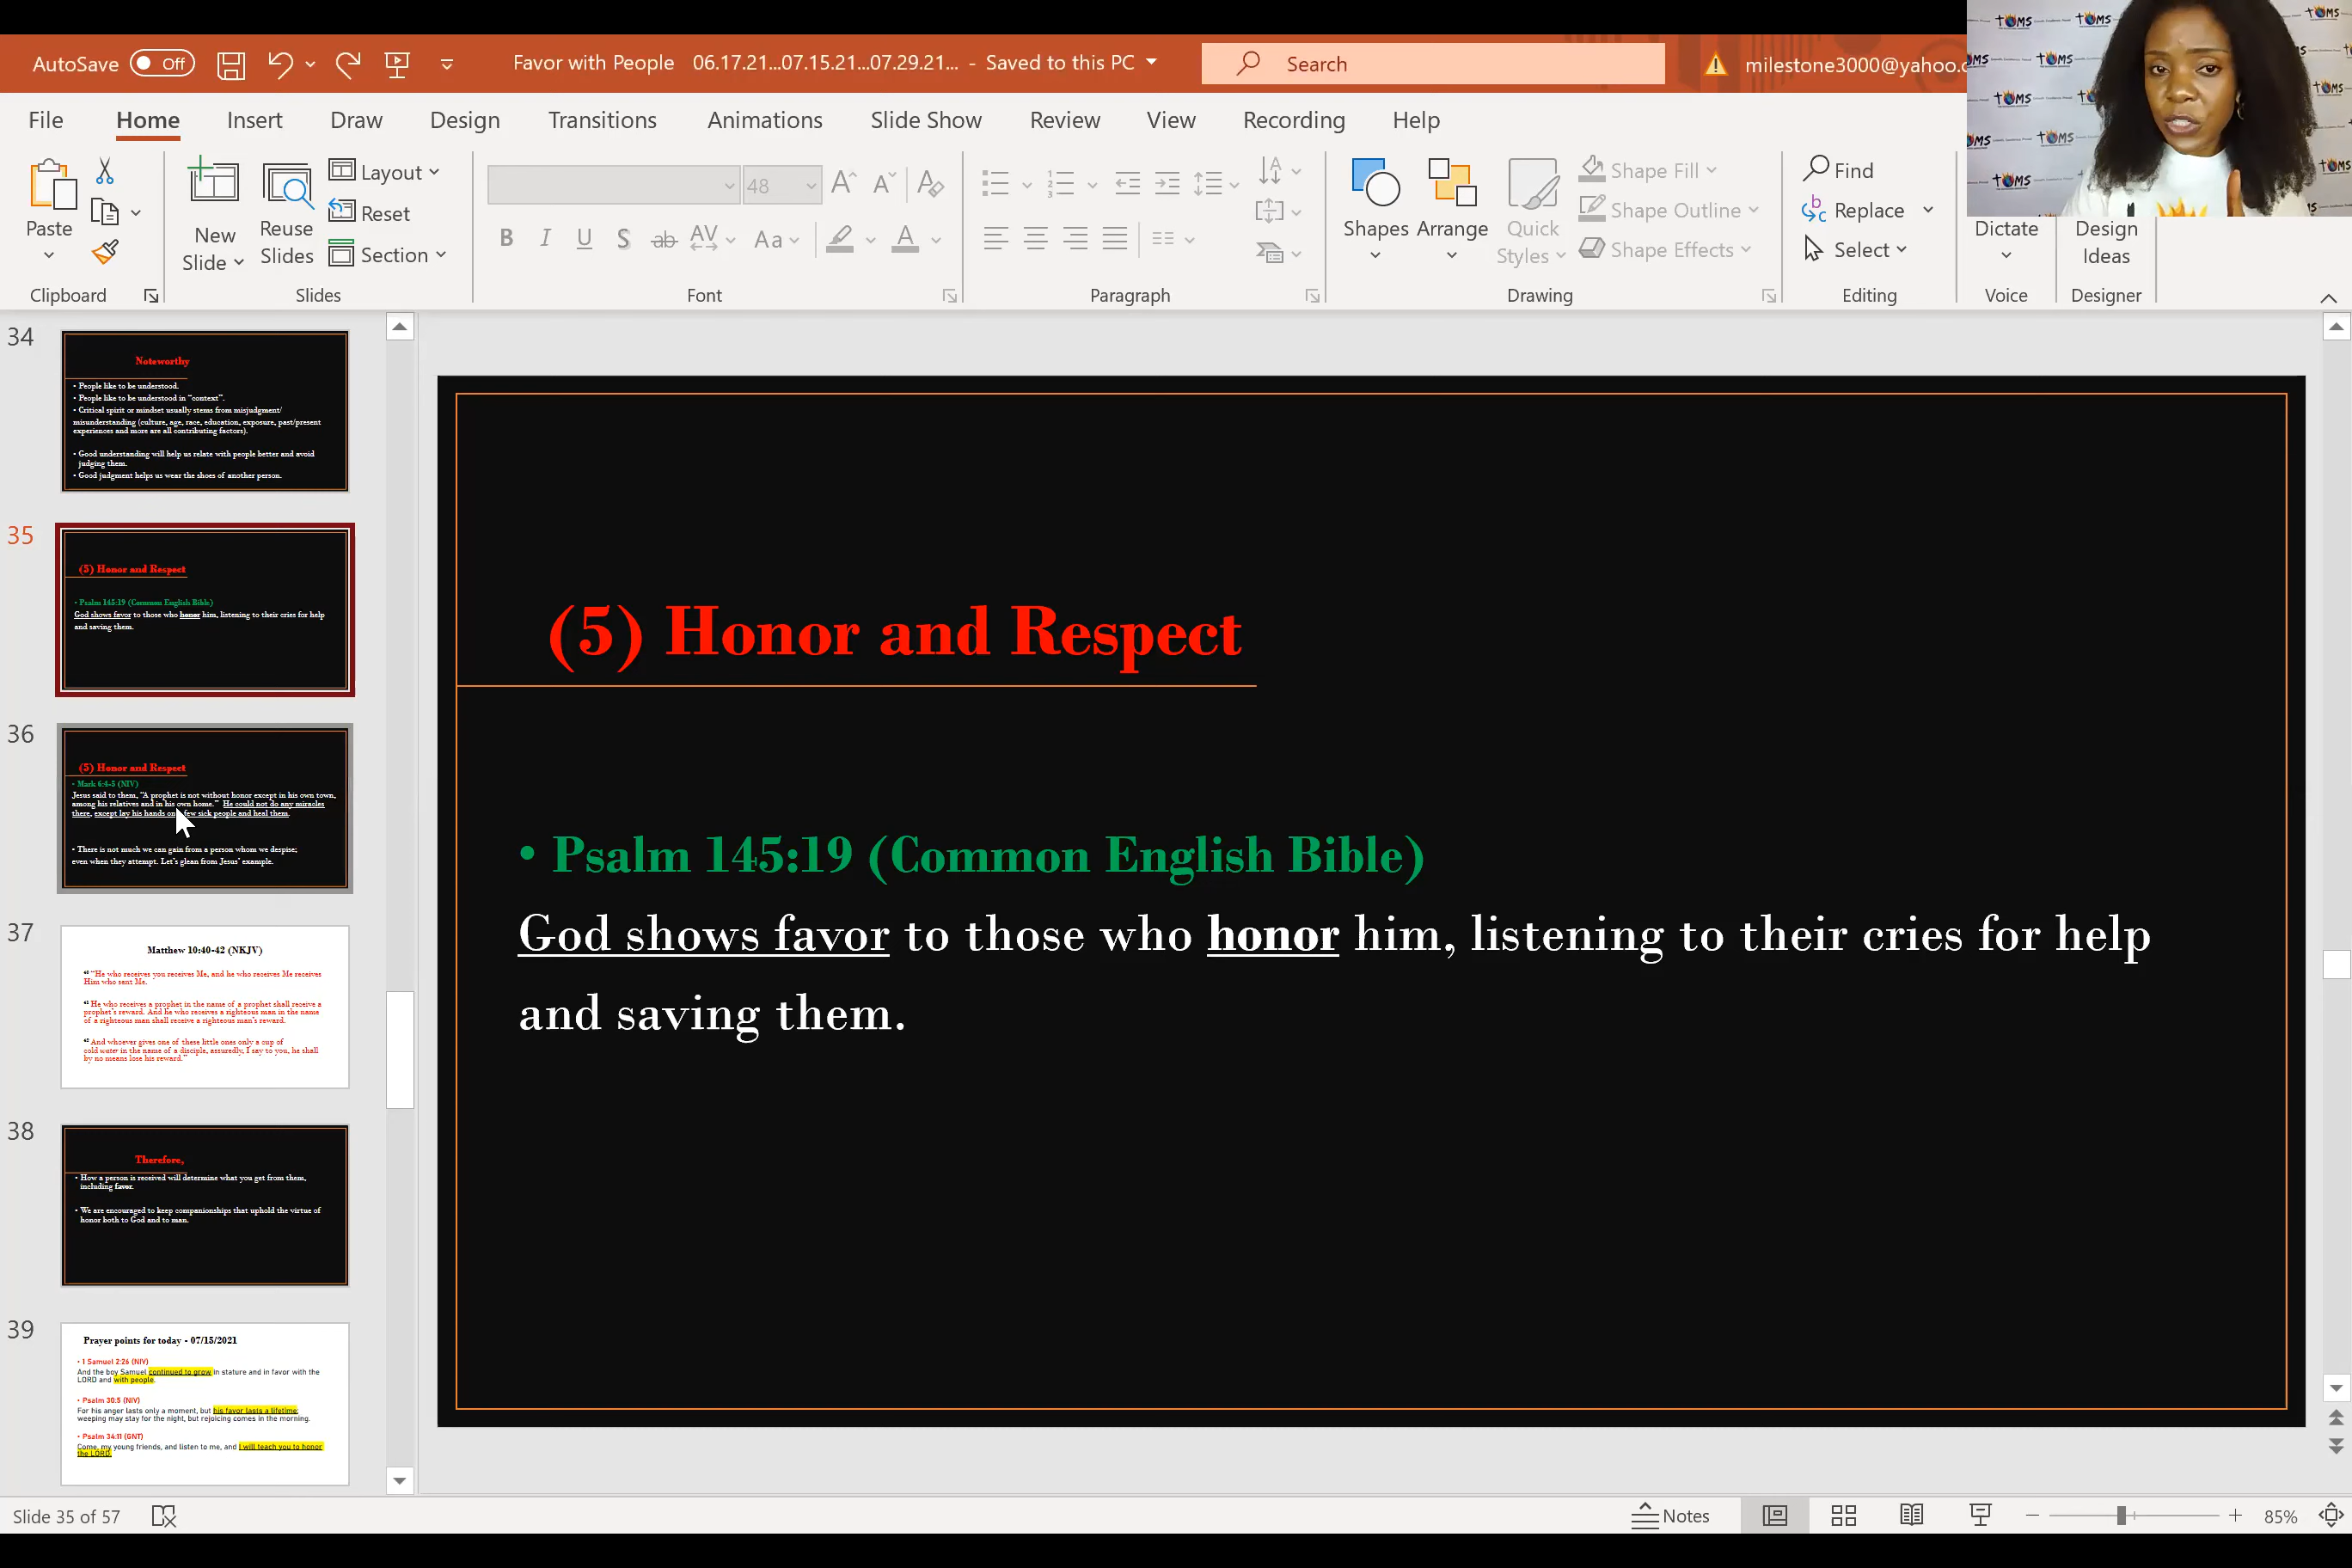 AutoSave Off Favor with People 06.17.21...07.15.21...07.29.21... - Saved to this PC Search milestone3000@yahoo.c
File Home Insert Draw Design Transitions Animations Slide Show Review View Recording Help
Paste
Clipboard
New Slide
Reuse Slides
Layout
Reset
Section
Slides
48
B I U S ab AV Aa A
Font
Paragraph
Shapes Arrange Quick Styles
Shape Fill
Shape Outline
Shape Effects
Drawing
Find
Replace
Select
Editing
Dictate
Voice
Design Ideas
Designer
TOMS
34
Noteworthy
• People like to be understood.
• People like to be understood in "context".
• Critical spirit or mindset usually stems from misjudgment/
misunderstanding (culture, age, race, education, exposure, past/present
experiences and more are all contributing factors).
• Good understanding will help us relate with people better and avoid
judging them.
• Good judgment helps us wear the shoes of another person.
35
(5) Honor and Respect
• Psalm 145:19 (Common English Bible)
God shows favor to those who honor him, listening to their cries for help
and saving them.
36
(5) Honor and Respect
• Mark 6:4-5 (NIV)
Jesus said to them, "A prophet is not without honor except in his own town,
among his relatives and in his own home." He could not do any miracles
there, except lay his hands on few sick people and heal them.
• There is not much we can gain from a person whom we despise;
even when they attempt. Let's glean from Jesus' example.
37
Matthew 10:40-42 (NKJV)
40 "He who receives you receives Me, and he who receives Me receives
Him who sent Me.
41 He who receives a prophet in the name of a prophet shall receive a
prophet's reward. And he who receives a righteous man in the name
of a righteous man shall receive a righteous man's reward.
42 And whoever gives one of these little ones only a cup of
cold water in the name of a disciple, assuredly, I say to you, he shall
by no means lose his reward."
38
Therefore,
• How a person is received will determine what you get from them,
including favor.
• We are encouraged to keep companionships that uphold the virtue of
honor both to God and to man.
39
Prayer points for today - 07/15/2021
• 1 Samuel 2:26 (NIV)
And the boy Samuel continued to grow in stature and in favor with the
LORD and with people.
• Psalm 30:5 (NIV)
For his anger lasts only a moment, but his favor lasts a lifetime;
weeping may stay for the night, but rejoicing comes in the morning.
• Psalm 34:11 (GNT)
Come, my young friends, and listen to me, and I will teach you to honor
the LORD.
(5) Honor and Respect
• Psalm 145:19 (Common English Bible)
God shows favor to those who honor him, listening to their cries for help
and saving them.
Slide 35 of 57 Notes 85%